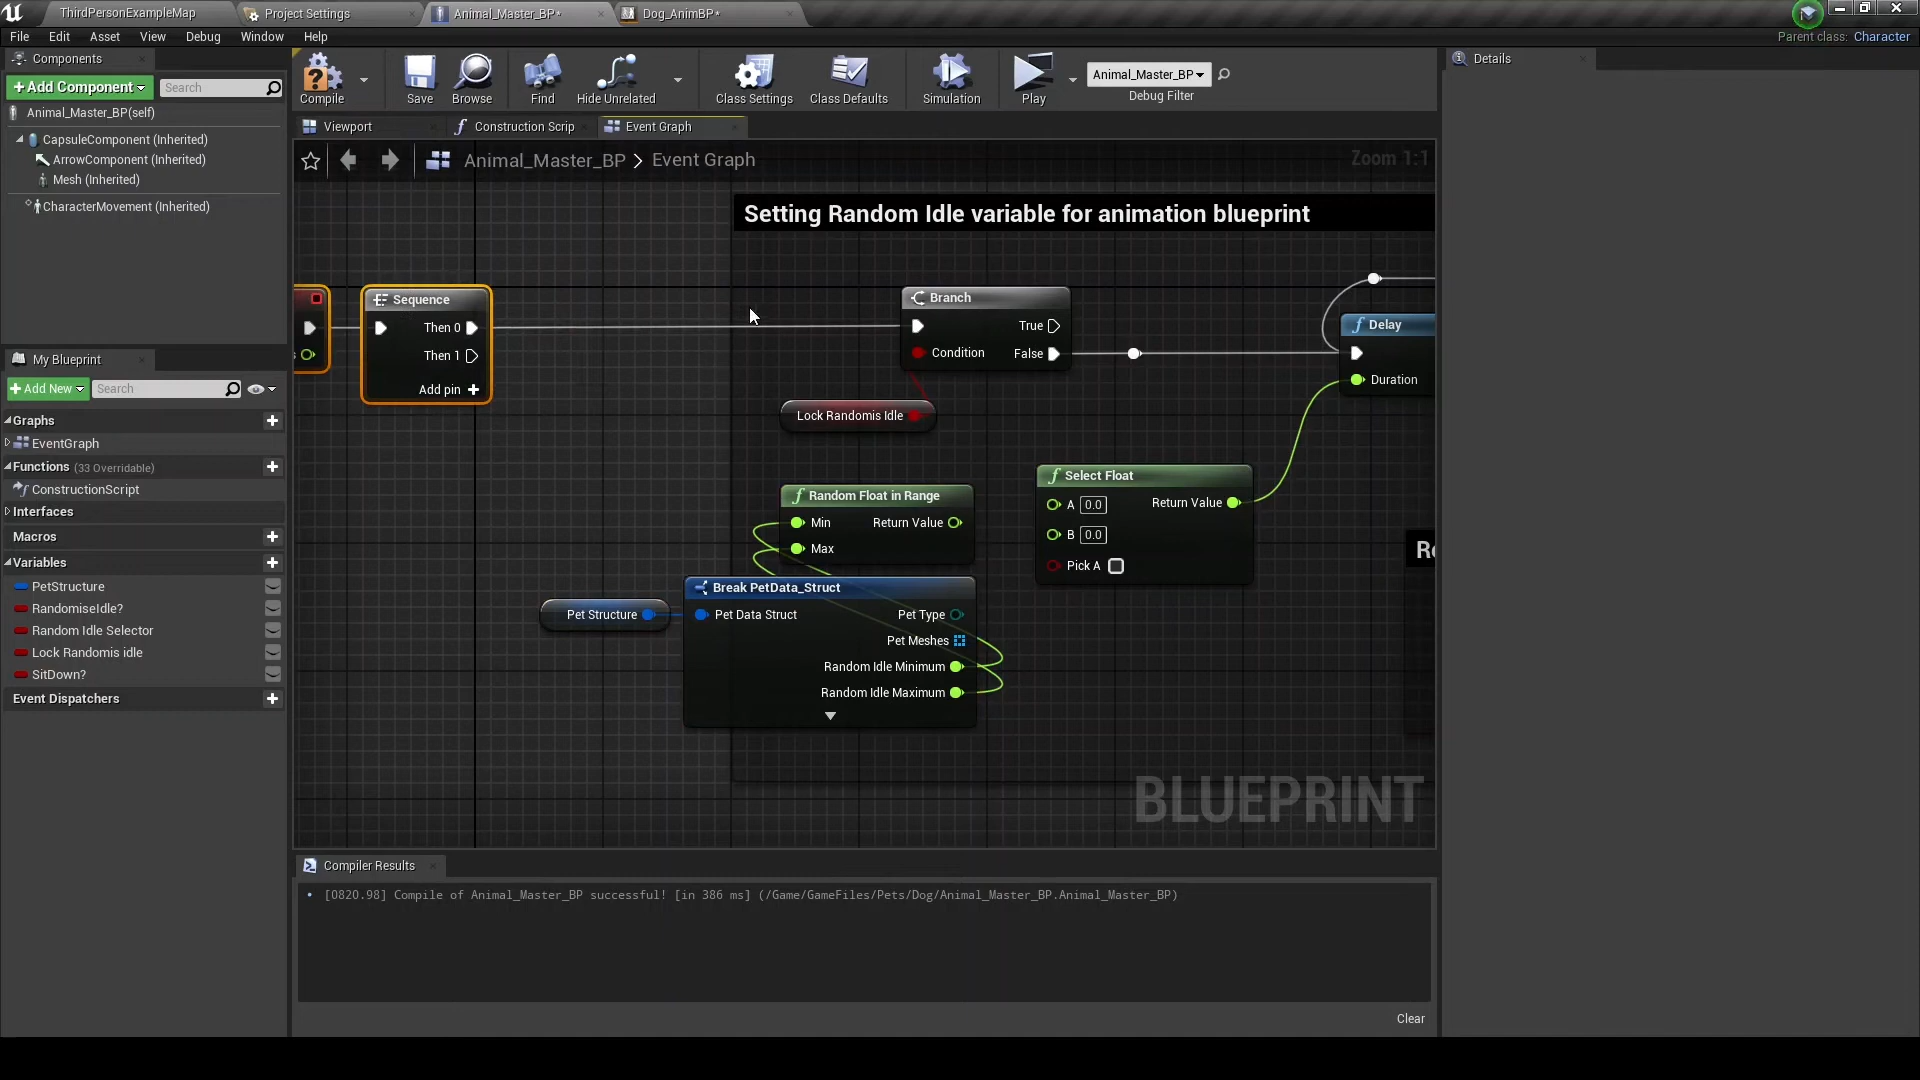 ThirdPersonExampleMap
Project Settings
Animal_Master_BP*
Dog_AnimBP*
File Edit Asset View Debug Window Help
Parent class: Character
Components
+Add Component
Search
Animal_Master_BP(self)
CapsuleComponent (Inherited)
ArrowComponent (Inherited)
Mesh (Inherited)
CharacterMovement (Inherited)
Compile
Save
Browse
Find
Hide Unrelated
Class Settings
Class Defaults
Simulation
Play
Animal_Master_BP
Debug Filter
Details
Viewport
Construction Scrip
Event Graph
Animal_Master_BP > Event Graph
Zoom 1:1
Setting Random Idle variable for animation blueprint
Sequence
Then 0
Then 1
Add pin +
Branch
True
Condition
False
Delay
Duration
Lock Randomis Idle
Random Float in Range
Min
Return Value
Max
Select Float
A 0.0
Return Value
B 0.0
Pick A
Pet Structure
Break PetData_Struct
Pet Data Struct
Pet Type
Pet Meshes
Random Idle Minimum
Random Idle Maximum
BLUEPRINT
My Blueprint
+Add New
Search
Graphs
EventGraph
Functions (33 Overridable)
ConstructionScript
Interfaces
Macros
Variables
PetStructure
RandomiseIdle?
Random Idle Selector
Lock Randomis idle
SitDown?
Event Dispatchers
Compiler Results
[0820.98] Compile of Animal_Master_BP successful! [in 386 ms] (/Game/GameFiles/Pets/Dog/Animal_Master_BP.Animal_Master_BP)
Clear